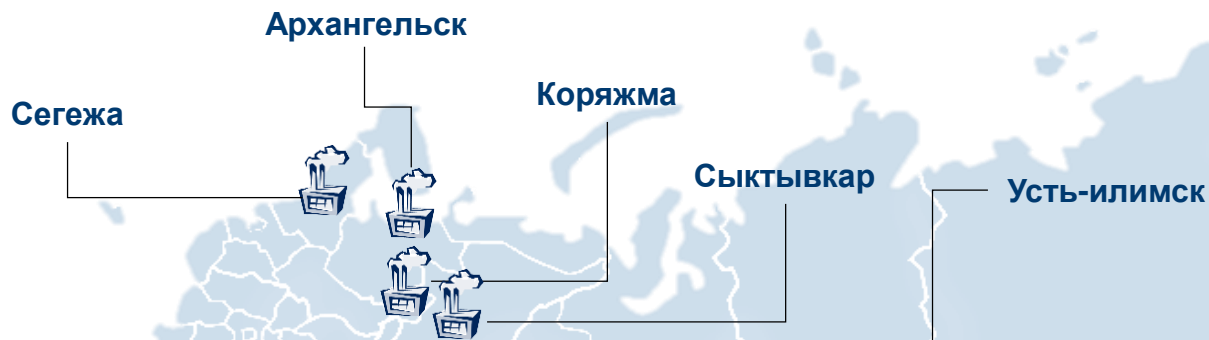 Архангельск
Коряжма
Сегежа
Сыктывкар
Усть-илимск